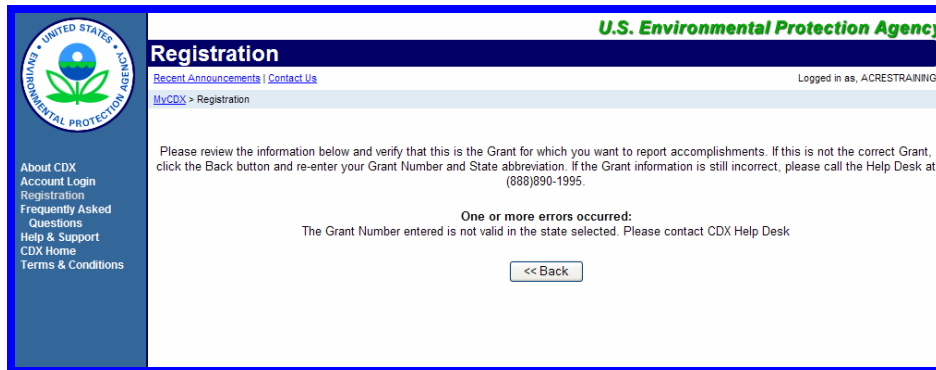 UNITED STATES
ENVIRONMENTAL PROTECTION AGENCY
U.S. Environmental Protection Agency
Registration
Recent Announcements | Contact Us
Logged in as, ACRESTRAINING
MyCDX > Registration
About CDX
Account Login
Registration
Frequently Asked
Questions
Help & Support
CDX Home
Terms & Conditions
Please review the information below and verify that this is the Grant for which you want to report accomplishments. If this is not the correct Grant,
click the Back button and re-enter your Grant Number and State abbreviation. If the Grant information is still incorrect, please call the Help Desk at
(888)890-1995.
One or more errors occurred:
The Grant Number entered is not valid in the state selected. Please contact CDX Help Desk
<< Back